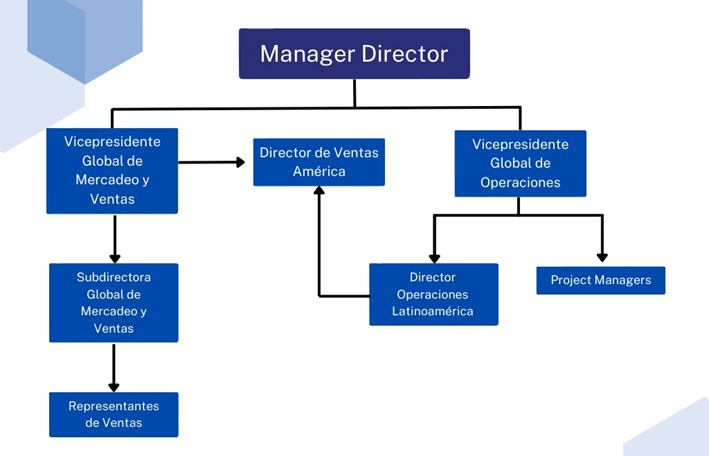 Manager Director
Vicepresidente
Global de
Mercadeo y
Ventas
Director de Ventas
América
Vicepresidente
Global de
Operaciones
Subdirectora
Global de
Mercadeo y
Ventas
Director
Operaciones
Latinoamérica
Project Managers
Representantes
de Ventas